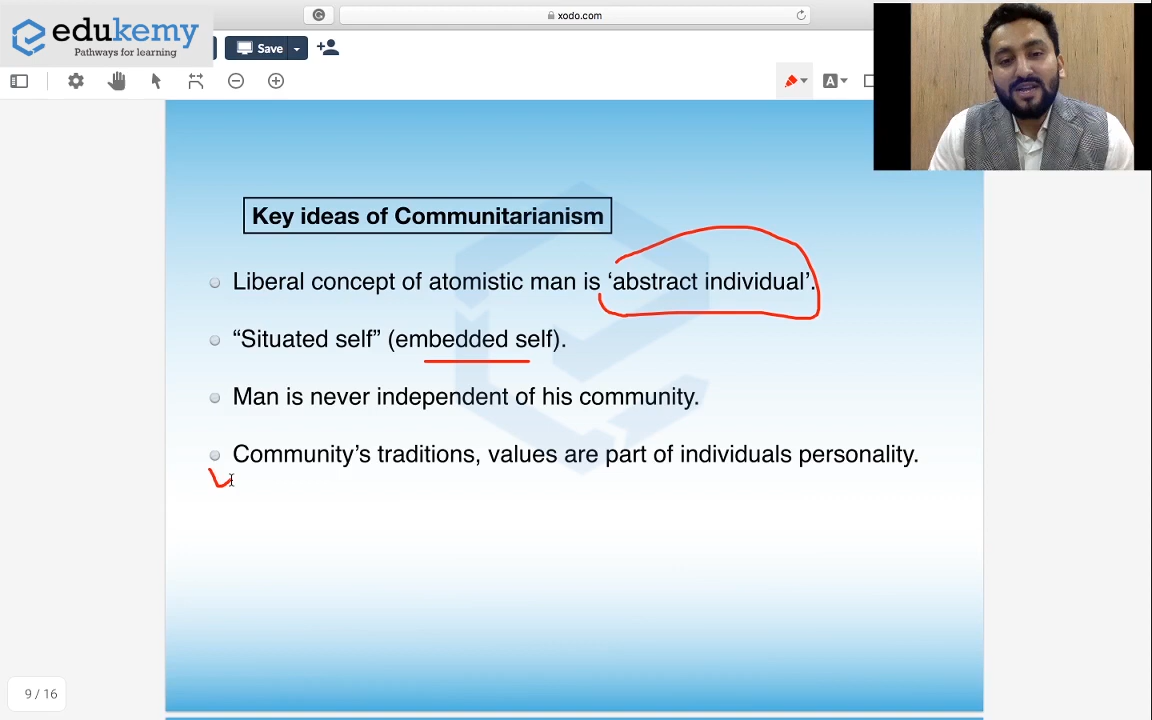 edukemy
Pathways for learning
xodo.com
Save
A
Key ideas of Communitarianism
Liberal concept of atomistic man is ‘abstract individual’.
“Situated self” (embedded self).
Man is never independent of his community.
Community’s traditions, values are part of individuals personality.
9 / 16